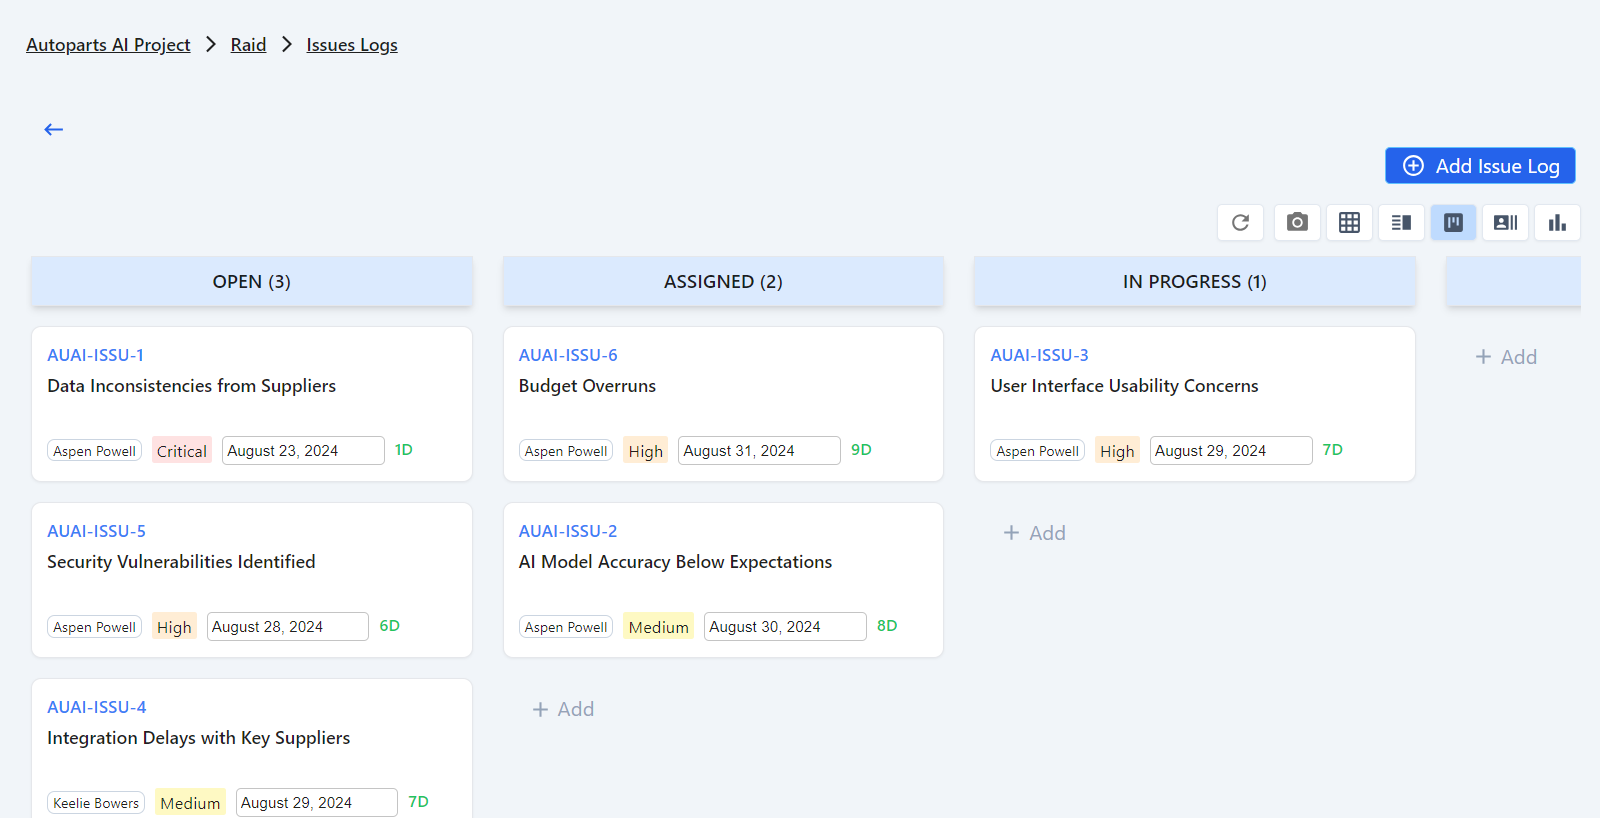 Autoparts AI Project > Raid > Issues Logs
Add Issue Log
OPEN (3)
AUAI-ISSU-1
Data Inconsistencies from Suppliers
Aspen Powell Critical August 23, 2024 1D
AUAI-ISSU-5
Security Vulnerabilities Identified
Aspen Powell High August 28, 2024 6D
AUAI-ISSU-4
Integration Delays with Key Suppliers
Keelie Bowers Medium August 29, 2024 7D
ASSIGNED (2)
AUAI-ISSU-6
Budget Overruns
Aspen Powell High August 31, 2024 9D
AUAI-ISSU-2
AI Model Accuracy Below Expectations
Aspen Powell Medium August 30, 2024 8D
+ Add
IN PROGRESS (1)
AUAI-ISSU-3
User Interface Usability Concerns
Aspen Powell High August 29, 2024 7D
+ Add
+ Add